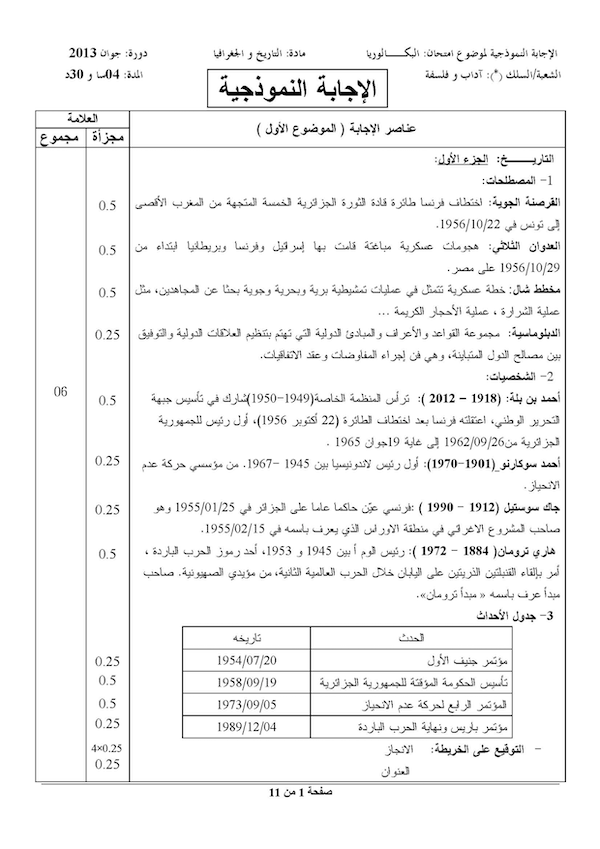 الإجابة النموذجية لموضوع امتحان: البكـــالوريا مادة: التاريخ و الجغرافيا دورة: جوان 2013
الشعبة/السلك (*): آداب و فلسفة المدة: 04سا و 30د
الإجابة النموذجية
عناصر الإجابة ( الموضوع الأول ) العلامة
مجزأة مجموع
التاريــــــخ: الجزء الأول:
1- المصطلحات:
القرصنة الجوية: اختطاف فرنسا طائرة قادة الثورة الجزائرية الخمسة المتجهة من المغرب الأقصى 0.5
إلى تونس في 1956/10/22.
العدوان الثلاثي: هجومات عسكرية مباغتة قامت بها إسرائيل وفرنسا وبريطانيا ابتداء من 0.5
1956/10/29 على مصر.
مخطط شال: خطة عسكرية تتمثل في عمليات تمشيطية برية وبحرية وجوية بحثا عن المجاهدين، مثل 0.5
عملية الشرارة ، عملية الأحجار الكريمة ...
الدبلوماسية: مجموعة القواعد والأعراف والمبادئ الدولية التي تهتم بتنظيم العلاقات الدولية والتوفيق 0.25
بين مصالح الدول المتباينة، وهي فن إجراء المفاوضات وعقد الاتفاقيات.
2- الشخصيات:
06
أحمد بن بلة: (1918 – 2012 ): ترأس المنظمة الخاصة(1949-1950)شارك في تأسيس جبهة 0.5
التحرير الوطني، اعتقلته فرنسا بعد اختطاف الطائرة (22 أكتوبر 1956)، أول رئيس للجمهورية
الجزائرية من1962/09/26 إلى غاية 19جوان 1965 .
أحمد سوكارنو (1901-1970): أول رئيس لاندونيسيا بين 1945 -1967. من مؤسسي حركة عدم 0.25
الانحياز.
جاك سوستيل (1912 – 1990 ) :فرنسي عيّن حاكما عاما على الجزائر في 1955/01/25 وهو 0.25
صاحب المشروع الاغرائي في منطقة الاوراس الذي يعرف باسمه في 1955/02/15.
هاري ترومان( 1884 – 1972 ): رئيس الوم أ بين 1945 و 1953، أحد رموز الحرب الباردة ، 0.5
أمر بإلقاء القنبلتين الذريتين على اليابان خلال الحرب العالمية الثانية، من مؤيدي الصهيونية. صاحب
مبدأ عرف باسمه « مبدأ ترومان».
3- جدول الأحداث
الحدث تاريخه
مؤتمر جنيف الأول 1954/07/20 0.25
تأسيس الحكومة المؤقتة للجمهورية الجزائرية 1958/09/19 0.5
المؤتمر الرابع لحركة عدم الانحياز 1973/09/05 0.5
مؤتمر باريس ونهاية الحرب الباردة 1989/12/04 0.25
- التوقيع على الخريطة: الانجاز 4×0.25
العنوان 0.25
صفحة 1 من 11